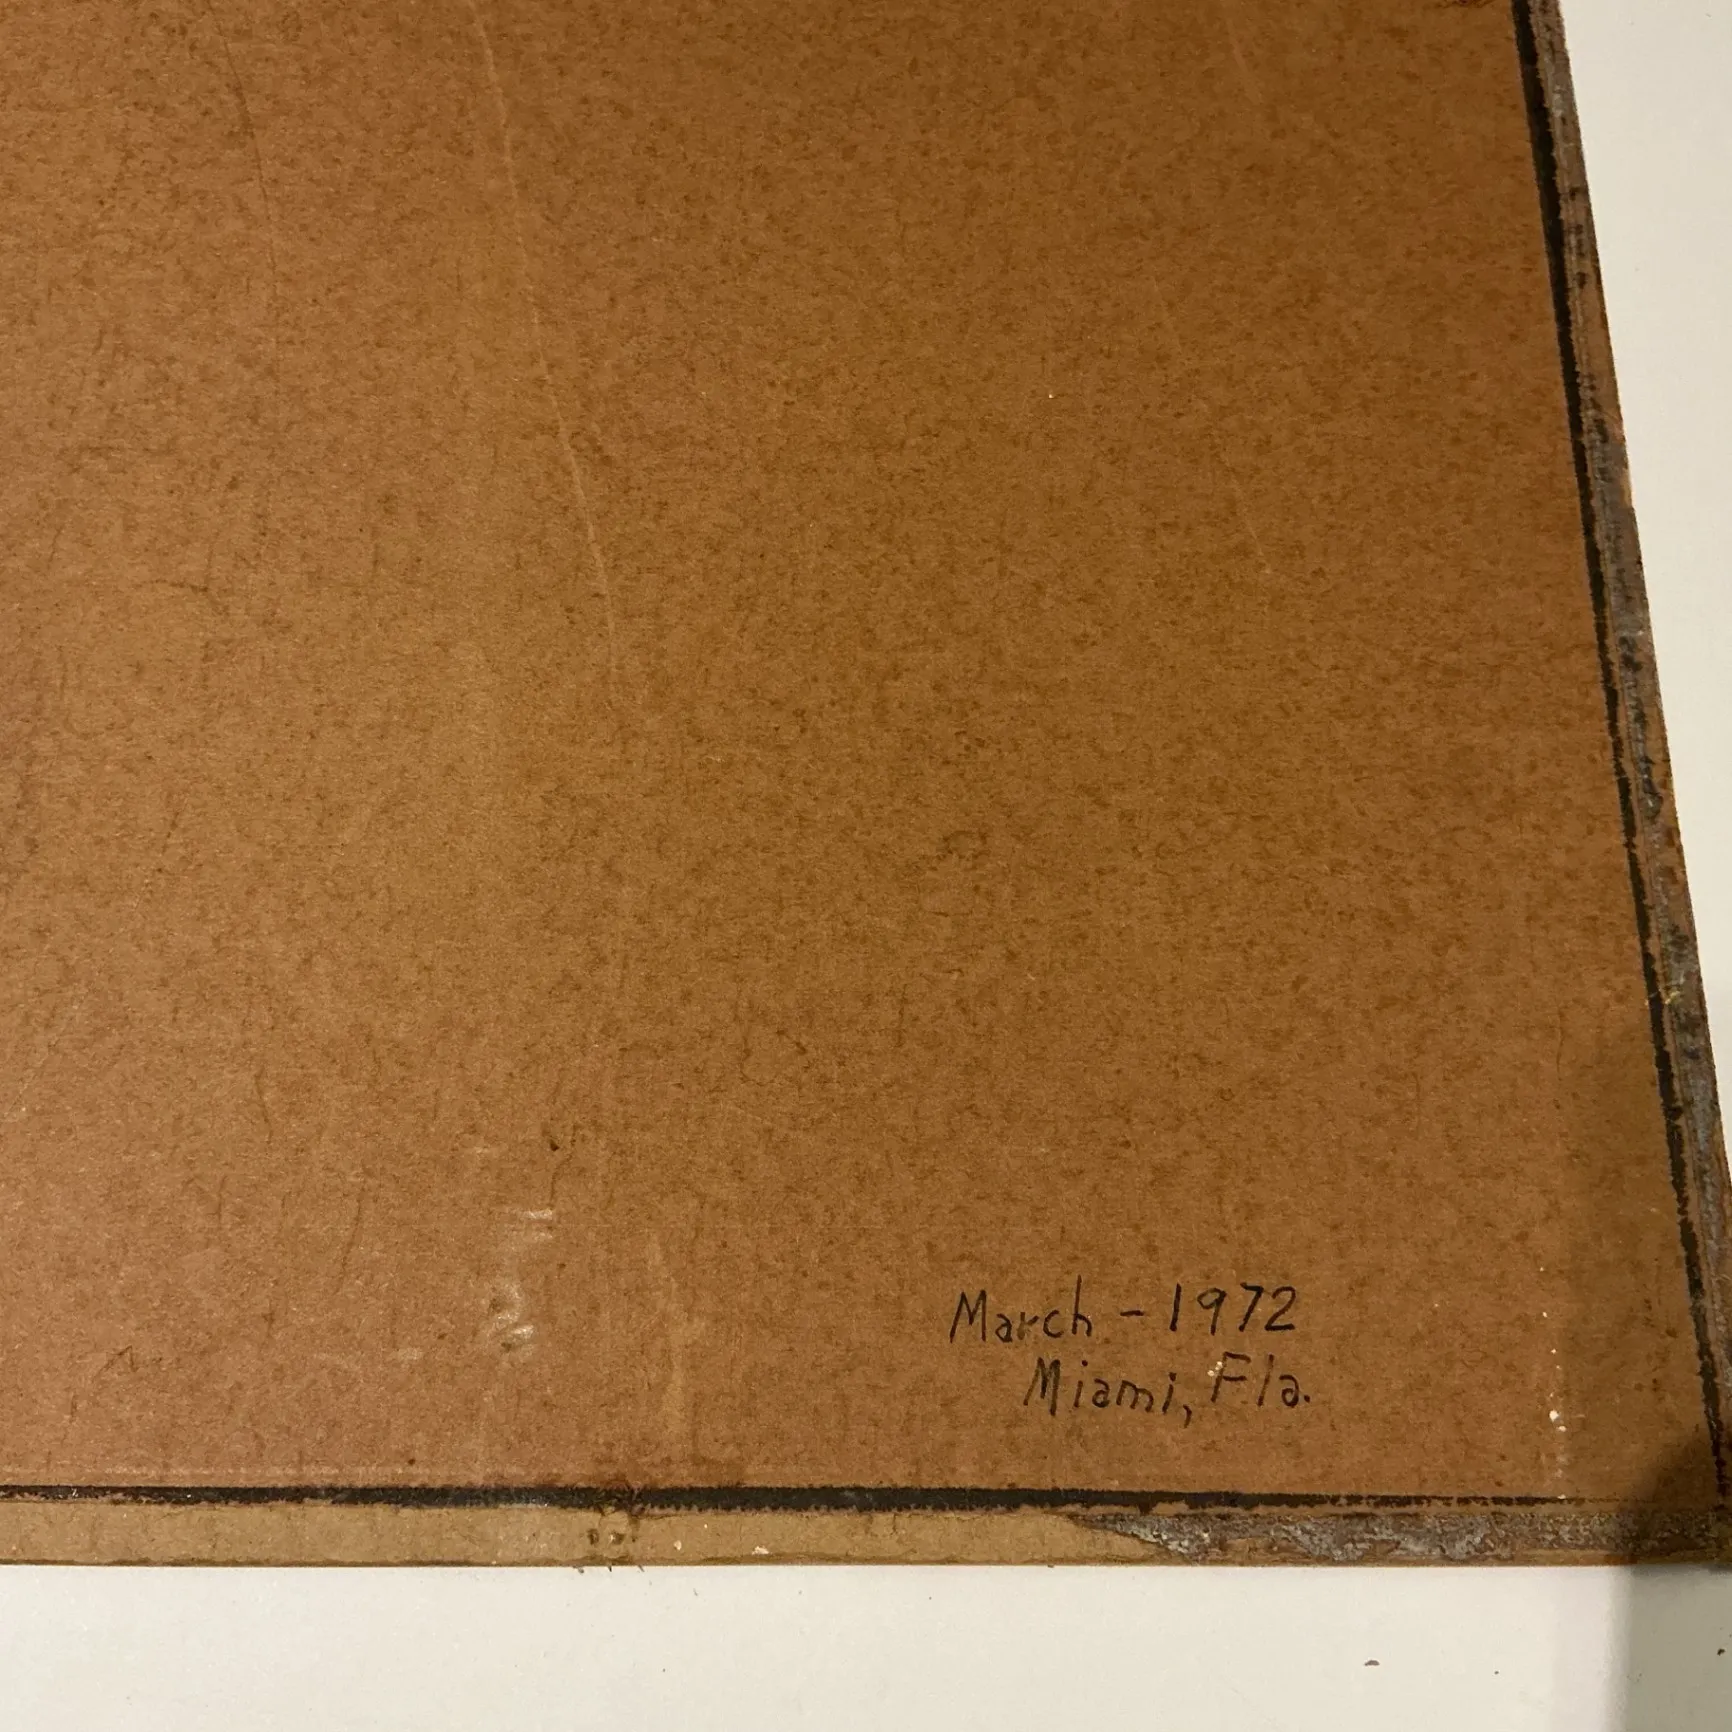 March - 1972
Miami, Fla.